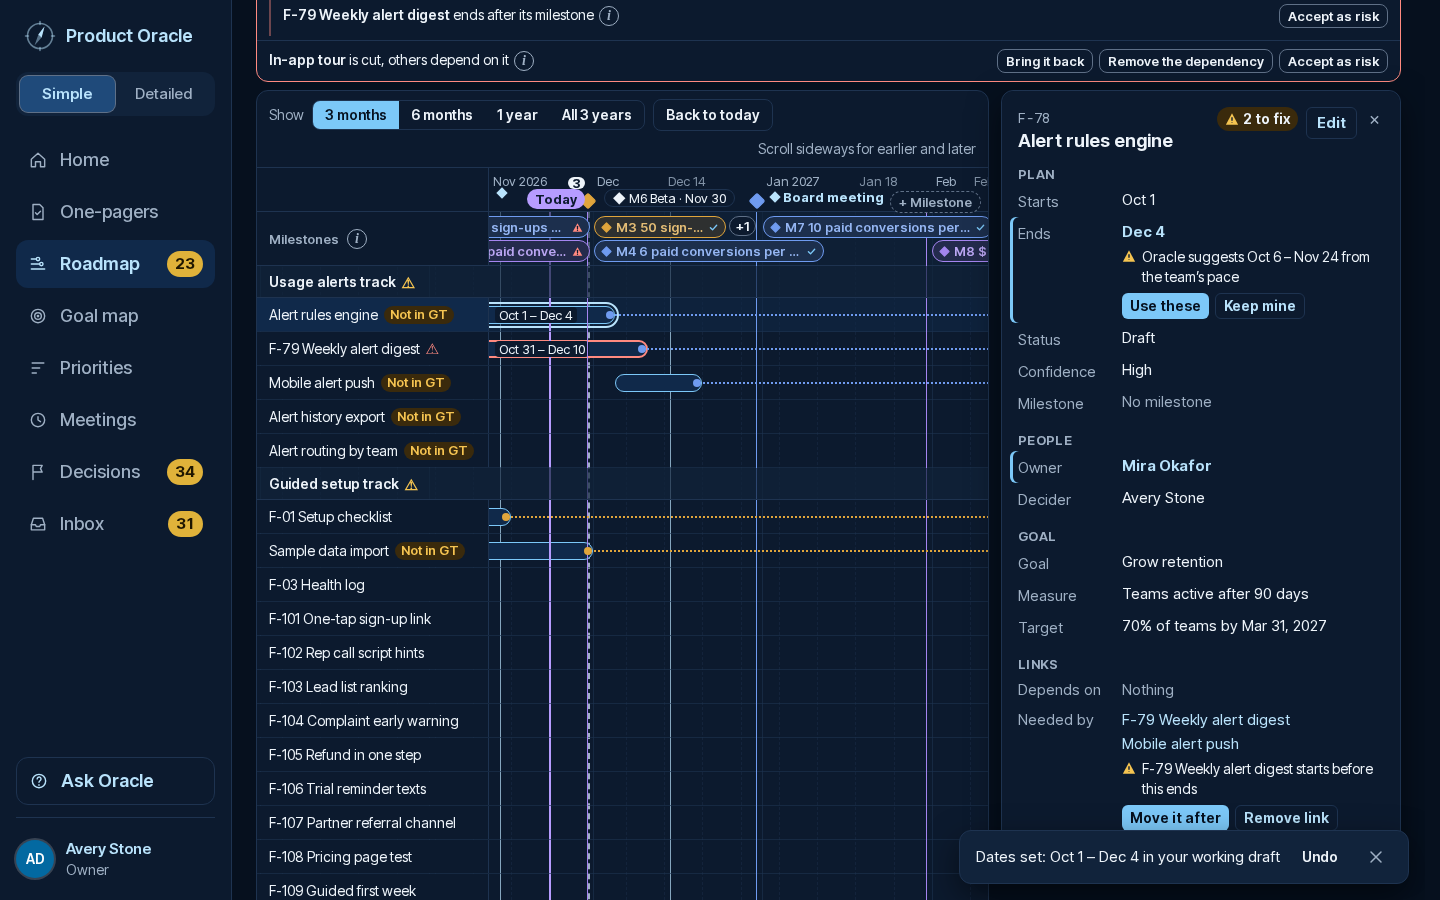 Product Oracle
Simple
Detailed
Home
One-pagers
Roadmap
23
Goal map
Priorities
Meetings
Decisions
34
Inbox
31
Ask Oracle
AD
Avery Stone
Owner
F-79 Weekly alert digest ends after its milestone i
Accept as risk
In-app tour is cut, others depend on it i
Bring it back
Remove the dependency
Accept as risk
Show
3 months
6 months
1 year
All 3 years
Back to today
Scroll sideways for earlier and later
Nov 2026
3
Dec
Dec 14
Jan 2027
Jan 18
Feb
Fe
Today
M6 Beta · Nov 30
Board meeting
+ Milestone
Milestones i
sign-ups ...
M3 50 sign-...
+1
M7 10 paid conversions per...
paid conve...
M4 6 paid conversions per ...
M8 $
Usage alerts track
Alert rules engine Not in GT
Oct 1 – Dec 4
F-79 Weekly alert digest
Oct 31 – Dec 10
Mobile alert push Not in GT
Alert history export Not in GT
Alert routing by team Not in GT
Guided setup track
F-01 Setup checklist
Sample data import Not in GT
F-03 Health log
F-101 One-tap sign-up link
F-102 Rep call script hints
F-103 Lead list ranking
F-104 Complaint early warning
F-105 Refund in one step
F-106 Trial reminder texts
F-107 Partner referral channel
F-108 Pricing page test
F-109 Guided first week
F-78
2 to fix
Edit
×
Alert rules engine
PLAN
Starts
Oct 1
Ends
Dec 4
Oracle suggests Oct 6 – Nov 24 from
the team's pace
Use these
Keep mine
Status
Draft
Confidence
High
Milestone
No milestone
PEOPLE
Owner
Mira Okafor
Decider
Avery Stone
GOAL
Goal
Grow retention
Measure
Teams active after 90 days
Target
70% of teams by Mar 31, 2027
LINKS
Depends on
Nothing
Needed by
F-79 Weekly alert digest
Mobile alert push
F-79 Weekly alert digest starts before
this ends
Move it after
Remove link
Dates set: Oct 1 – Dec 4 in your working draft
Undo